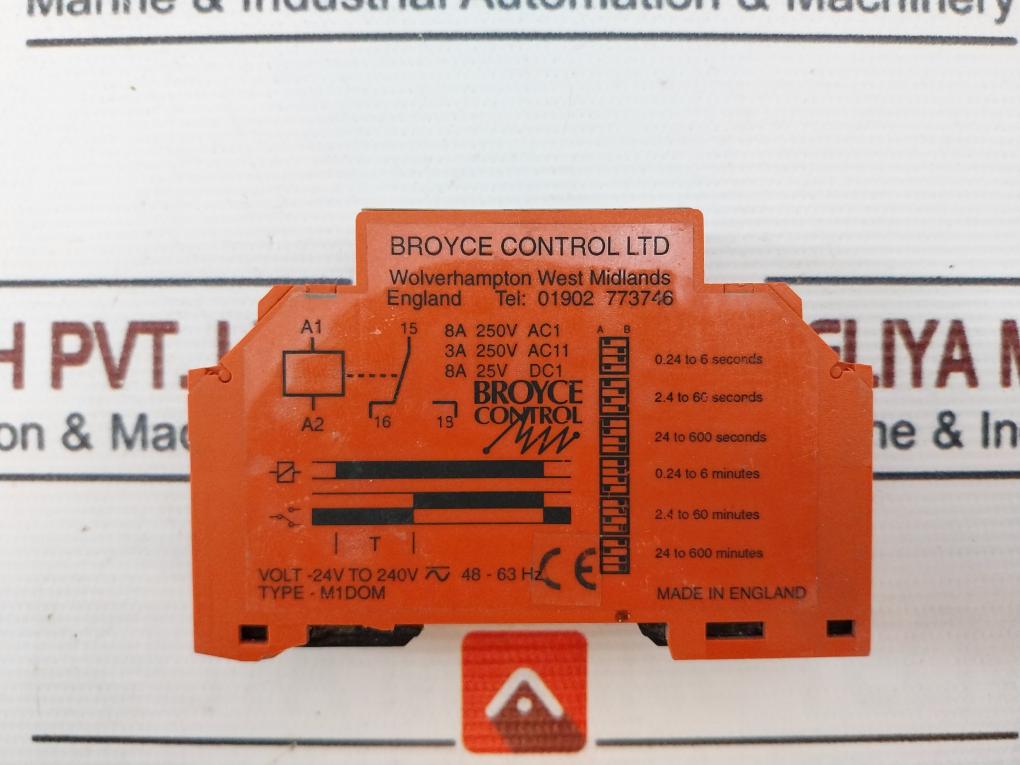 Marine & Industrial Automation & Machinery
BROYCE CONTROL LTD
Wolverhampton West Midlands
England Tel: 01902 773746
A1 15 8A 250V AC1 A B
3A 250V AC11
8A 25V DC1
BROYCE
CONTROL
A2 16 18
0.24 to 6 seconds
2.4 to 60 seconds
24 to 600 seconds
0.24 to 6 minutes
2.4 to 60 minutes
24 to 600 minutes
T
VOLT -24V TO 240V 48 - 63 Hz CE
TYPE - M1DOM
MADE IN ENGLAND
H PVT. ELIYA M
on & Mac ne & In